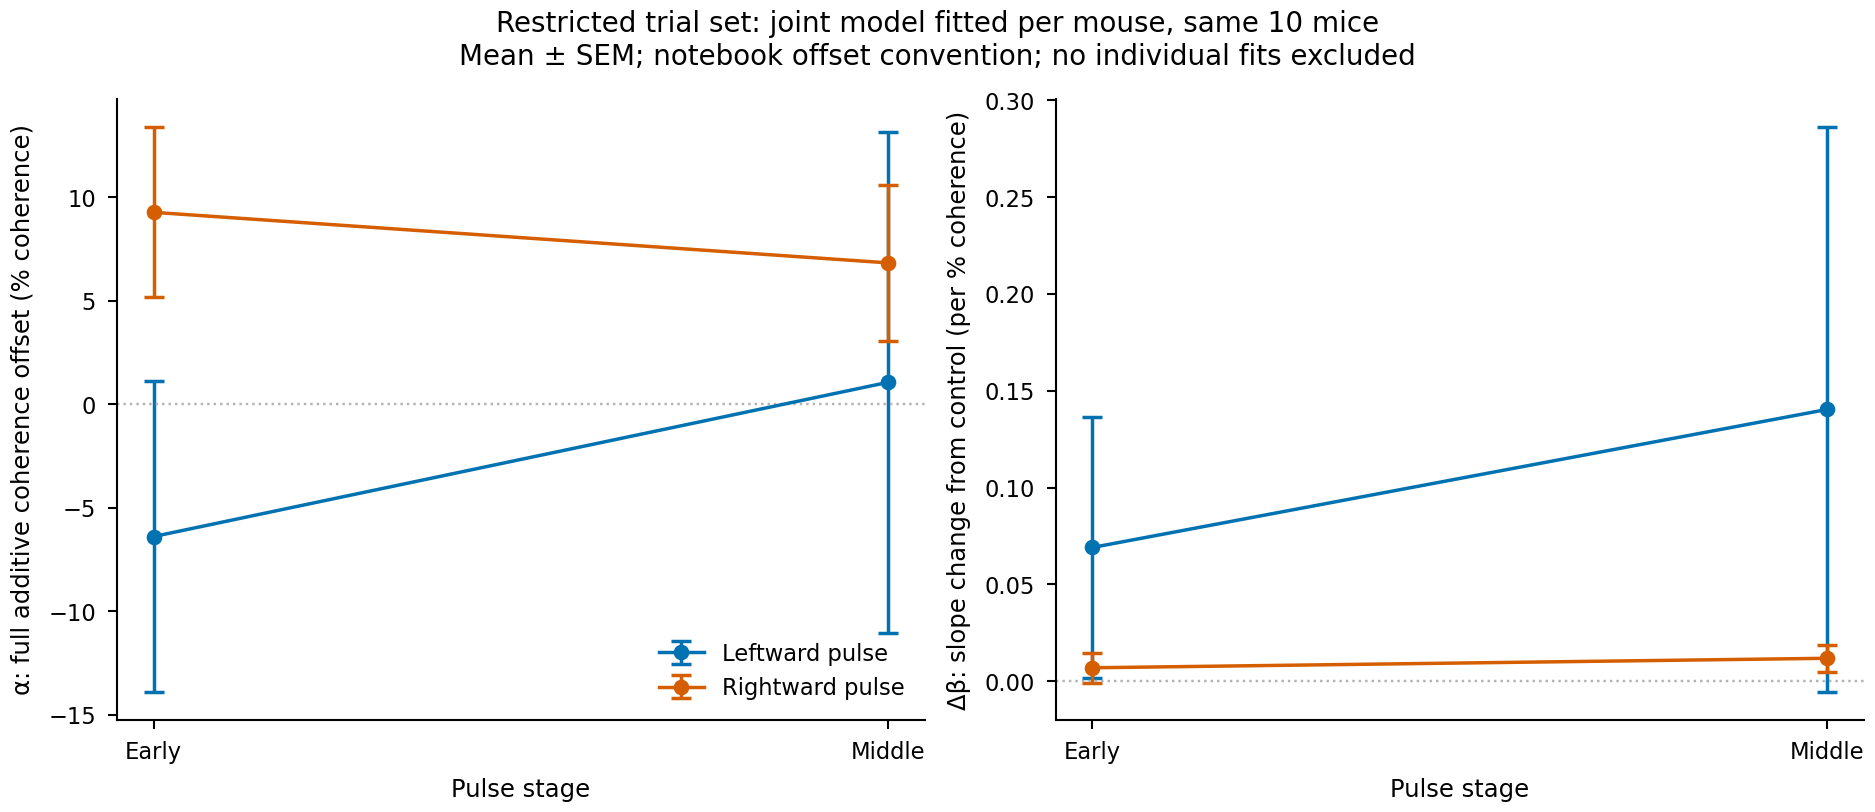 Restricted trial set: joint model fitted per mouse, same 10 mice
Mean ± SEM; notebook offset convention; no individual fits excluded
α: full additive coherence offset (% coherence)
10
5
0
−5
−10
−15
Early
Middle
Pulse stage
Leftward pulse
Rightward pulse
Δβ: slope change from control (per % coherence)
0.30
0.25
0.20
0.15
0.10
0.05
0.00
Early
Middle
Pulse stage